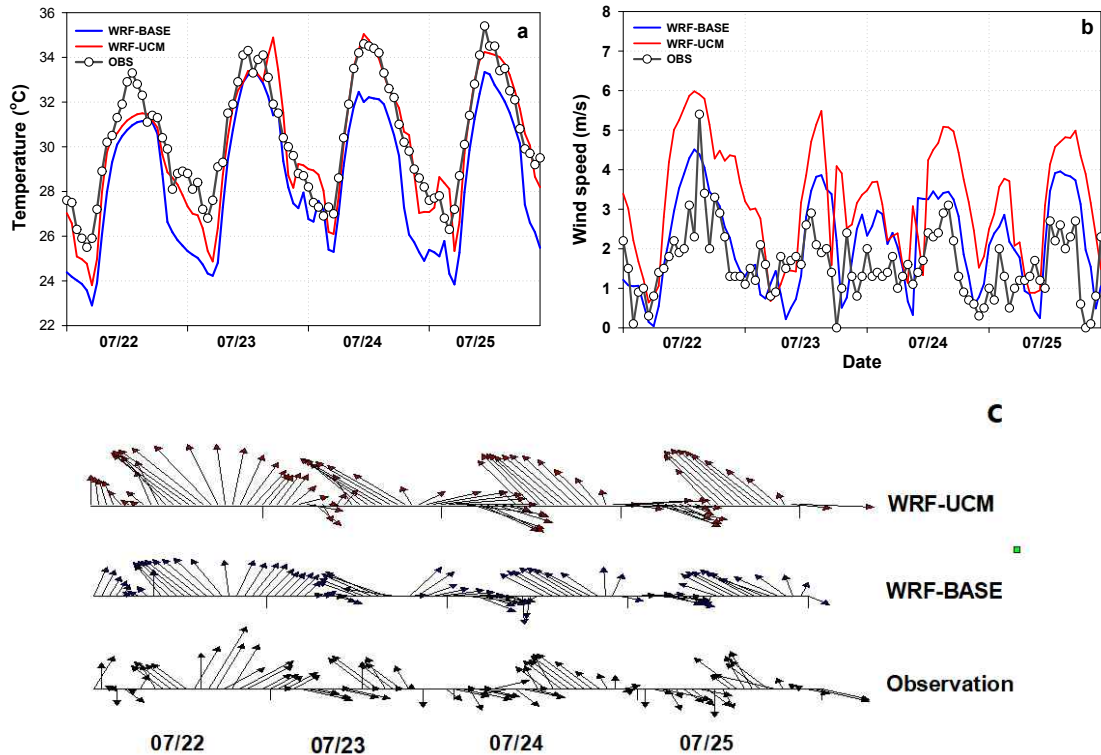 a
WRF-BASE
WRF-UCM
OBS
Temperature (°C)
36
34
32
30
28
26
24
22
07/22 07/23 07/24 07/25
b
WRF-BASE
WRF-UCM
OBS
Wind speed (m/s)
8
7
6
5
4
3
2
1
0
07/22 07/23 07/24 07/25
Date
c
WRF-UCM
WRF-BASE
Observation
07/22 07/23 07/24 07/25